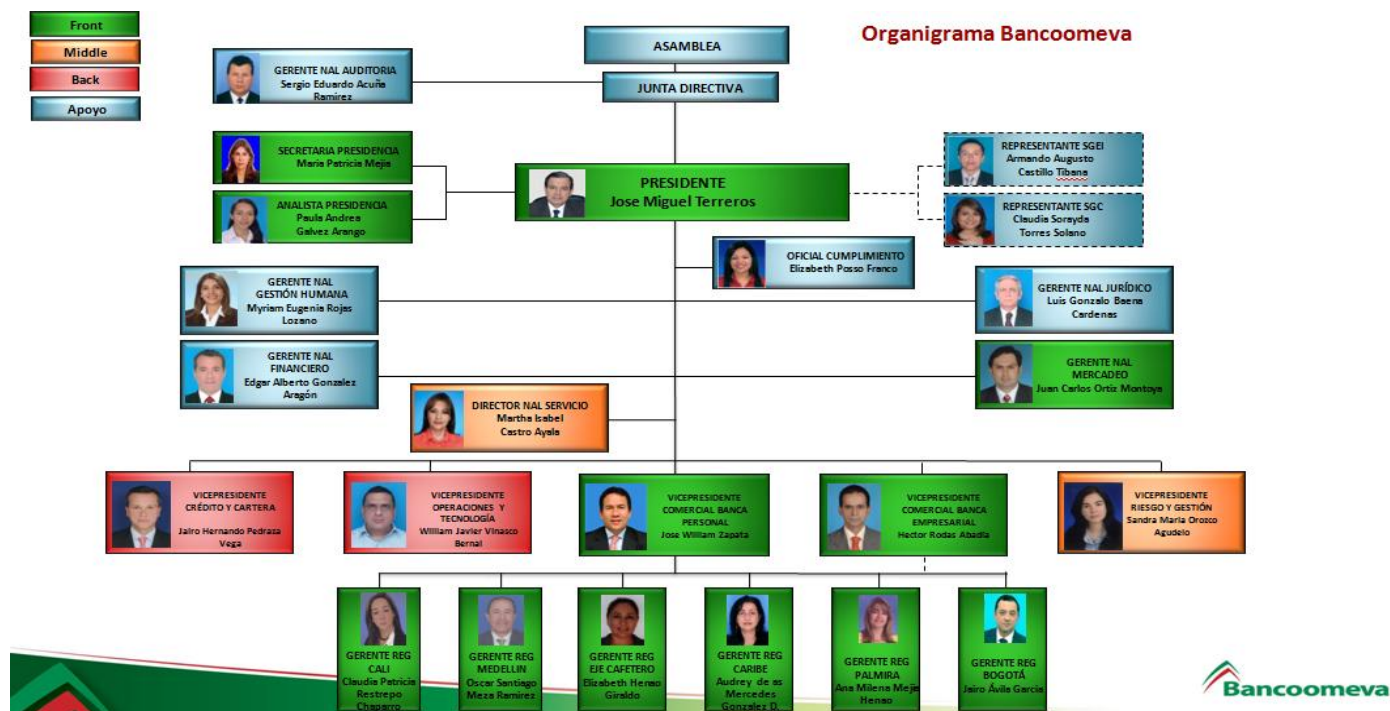 Front
Middle
Back
Apoyo
Organigrama Bancoomeva
ASAMBLEA
JUNTA DIRECTIVA
GERENTE NAL AUDITORIA
Sergio Eduardo Acuña
Ramirez
SECRETARIA PRESIDENCIA
Maria Patricia Mejia
ANALISTA PRESIDENCIA
Paula Andrea
Galvez Arango
PRESIDENTE
Jose Miguel Terreros
REPRESENTANTE SGEI
Armando Augusto
Castillo Tibana
REPRESENTANTE SGC
Claudia Sorayda
Torres Solano
OFICIAL CUMPLIMIENTO
Elizabeth Posso Franco
GERENTE NAL
GESTIÓN HUMANA
Myriam Eugenia Rojas
Lozano
GERENTE NAL JURÍDICO
Luis Gonzalo Baena
Cardenas
GERENTE NAL
FINANCIERO
Edgar Alberto Gonzalez
Aragón
GERENTE NAL
MERCADEO
Juan Carlos Ortiz Montoya
DIRECTOR NAL SERVICIO
Martha Isabel
Castro Ayala
VICEPRESIDENTE
CRÉDITO Y CARTERA
Jairo Hernando Pedraza
Vega
VICEPRESIDENTE
OPERACIONES Y
TECNOLOGÍA
William Javier Vinasco
Bernal
VICEPRESIDENTE
COMERCIAL BANCA
PERSONAL
Jose William Zapata
VICEPRESIDENTE
COMERCIAL BANCA
EMPRESARIAL
Hector Rodas Abadia
VICEPRESIDENTE
RIESGO Y GESTIÓN
Sandra Maria Orozco
Agudelo
GERENTE REG
CALI
Claudia Patricia
Restrepo
Chaparro
GERENTE REG
MEDELLIN
Oscar Santiago
Meza Ramirez
GERENTE REG
EJE CAFETERO
Elizabeth Henao
Giraldo
GERENTE REG
CARIBE
Audrey de as
Mercedes
Gonzalez D.
GERENTE REG
PALMIRA
Ana Milena Mejia
Henao
GERENTE REG
BOGOTÁ
Jairo Ávila Garcia
Bancoomeva